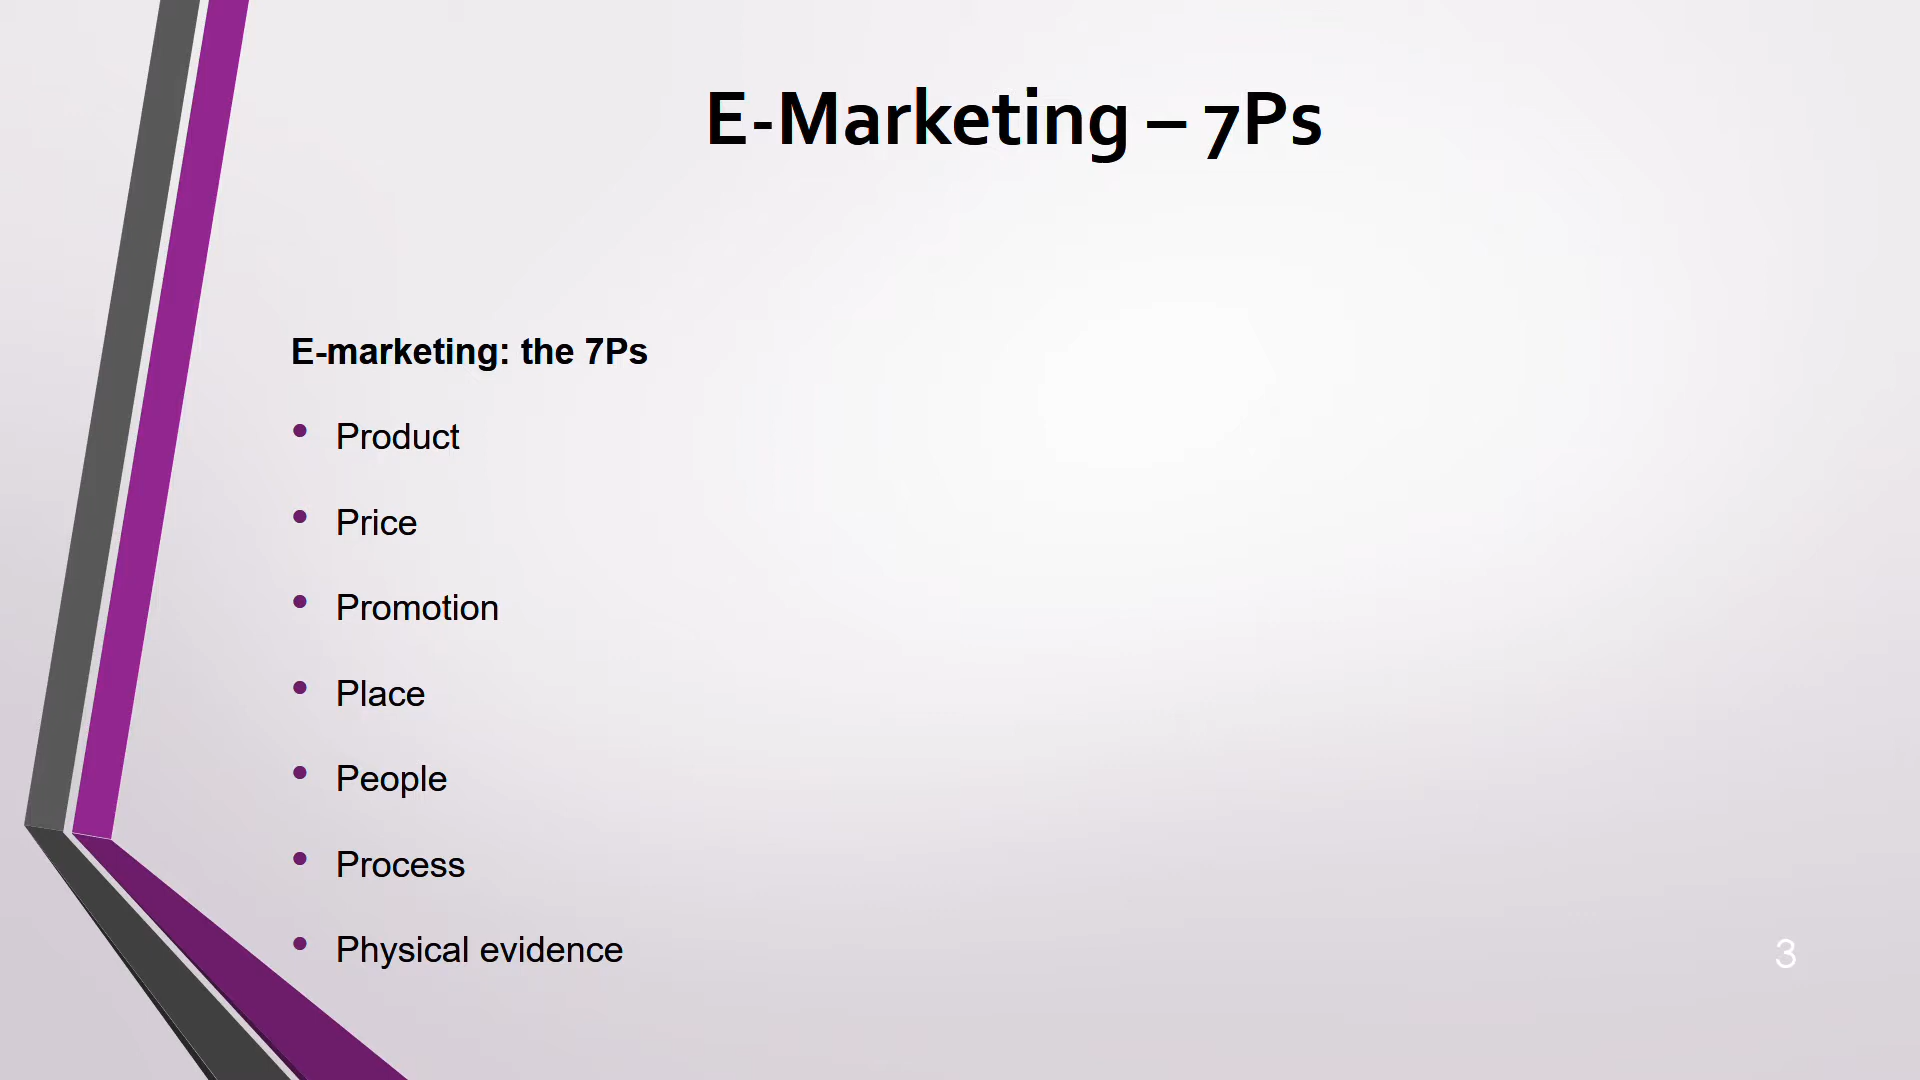 E-Marketing – 7Ps
E-marketing: the 7Ps
• Product
• Price
• Promotion
• Place
• People
• Process
• Physical evidence
3